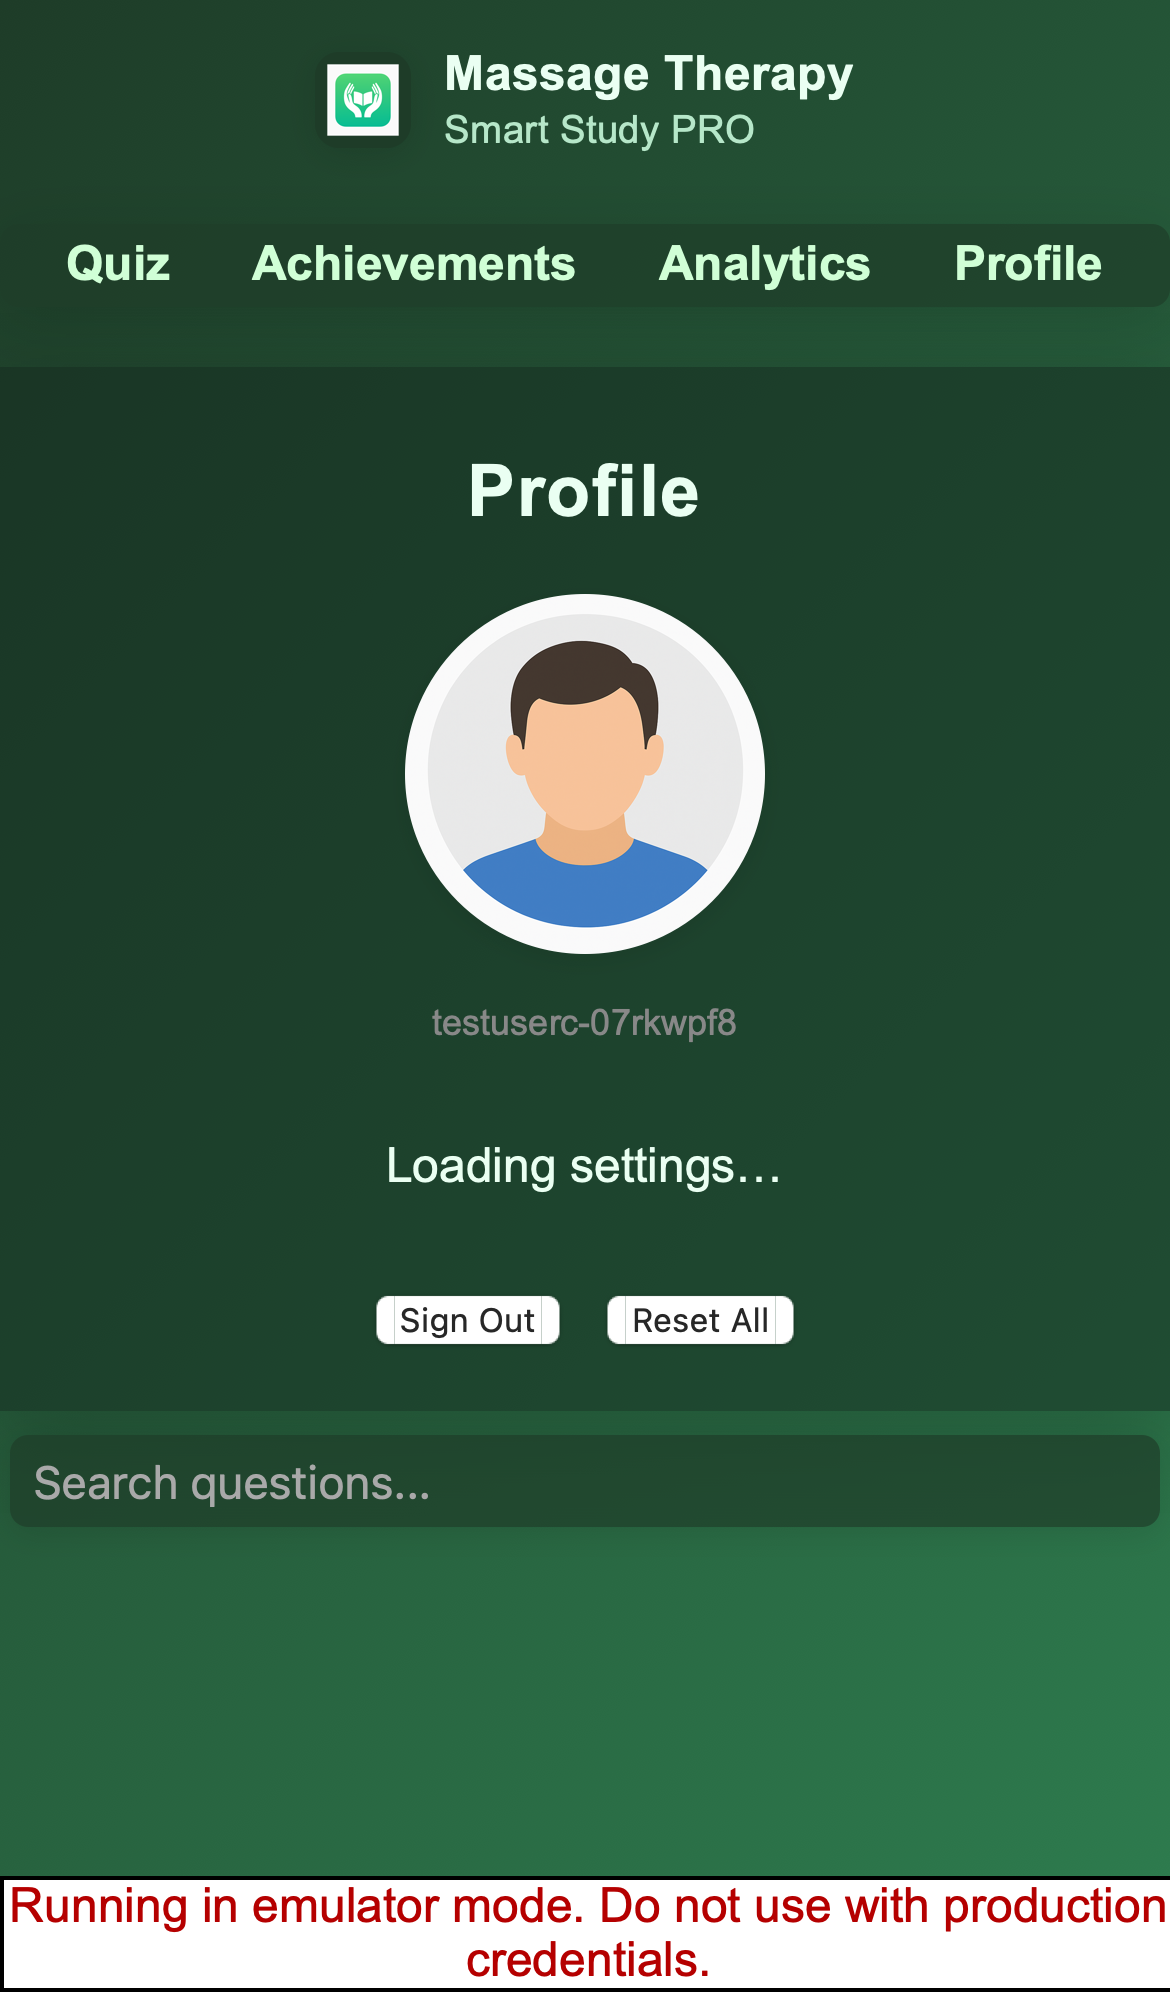 Massage Therapy
Smart Study PRO
Quiz Achievements Analytics Profile
Profile
testuserc-07rkwpf8
Loading settings…
Sign Out Reset All
Search questions...
Running in emulator mode. Do not use with production
credentials.